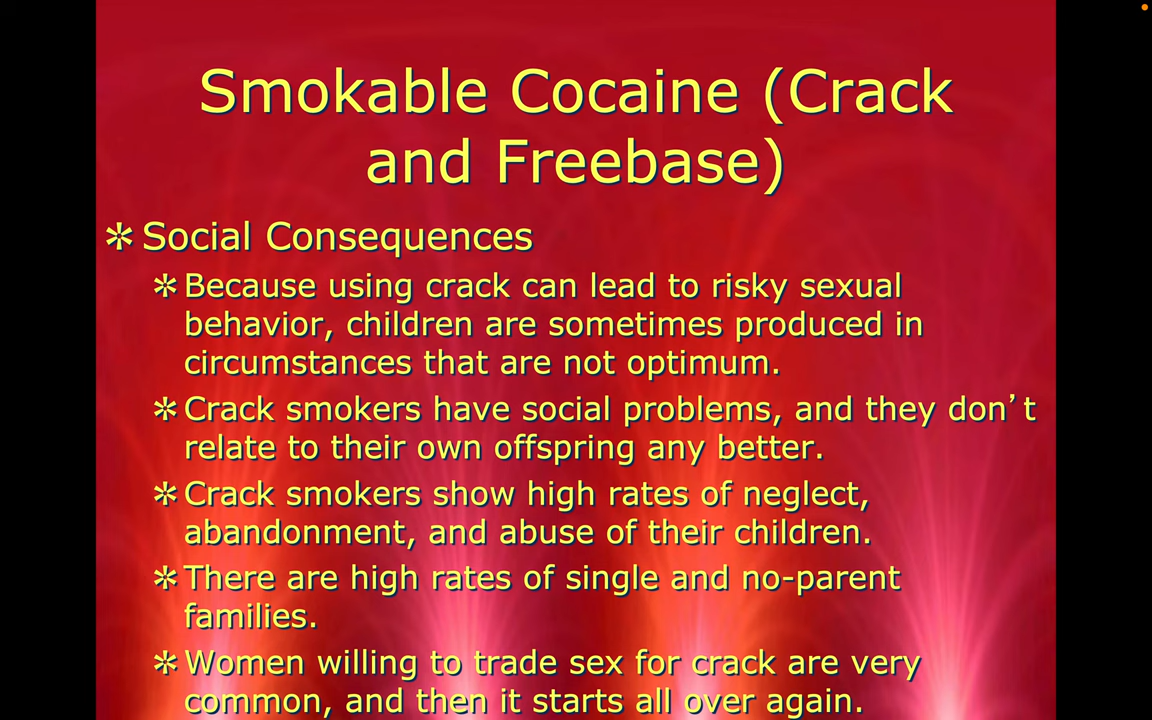 Smokable Cocaine (Crack
and Freebase)
✲ Social Consequences
✲ Because using crack can lead to risky sexual
behavior, children are sometimes produced in
circumstances that are not optimum.
✲ Crack smokers have social problems, and they don’t
relate to their own offspring any better.
✲ Crack smokers show high rates of neglect,
abandonment, and abuse of their children.
✲ There are high rates of single and no-parent
families.
✲ Women willing to trade sex for crack are very
common, and then it starts all over again.